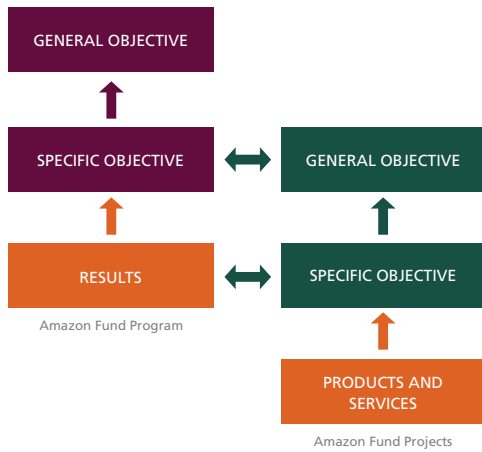 GENERAL OBJECTIVE
SPECIFIC OBJECTIVE
GENERAL OBJECTIVE
RESULTS
SPECIFIC OBJECTIVE
Amazon Fund Program
PRODUCTS AND
SERVICES
Amazon Fund Projects